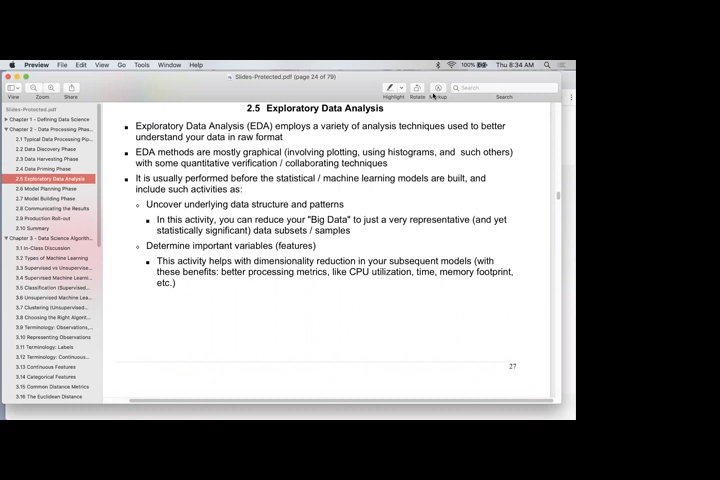 Preview File Edit View Go Tools Window Help 100% Thu 8:34 AM
Slides-Protected.pdf (page 24 of 79)
View Zoom Share Highlight Rotate Markup Search
Search
Slides-Protected.pdf
Chapter 1 - Defining Data Science
Chapter 2 - Data Processing Phase...
2.1 Typical Data Processing Pip...
2.2 Data Discovery Phase
2.3 Data Harvesting Phase
2.4 Data Priming Phase
2.5 Exploratory Data Analysis
2.6 Model Planning Phase
2.7 Model Building Phase
2.8 Communicating the Results
2.9 Production Roll-out
2.10 Summary
Chapter 3 - Data Science Algorith...
3.1 In-Class Discussion
3.2 Types of Machine Learning
3.3 Supervised vs Unsupervise...
3.4 Supervised Machine Learni...
3.5 Classification (Supervised...
3.6 Unsupervised Machine Lea...
3.7 Clustering (Unsupervised...
3.8 Choosing the Right Algorit...
3.9 Terminology: Observations,...
3.10 Representing Observations
3.11 Terminology: Labels
3.12 Terminology: Continuous...
3.13 Continuous Features
3.14 Categorical Features
3.15 Common Distance Metrics
3.16 The Euclidean Distance
2.5 Exploratory Data Analysis
Exploratory Data Analysis (EDA) employs a variety of analysis techniques used to better
understand your data in raw format
EDA methods are mostly graphical (involving plotting, using histograms, and such others)
with some quantitative verification / collaborating techniques
It is usually performed before the statistical / machine learning models are built, and
include such activities as:
Uncover underlying data structure and patterns
In this activity, you can reduce your "Big Data" to just a very representative (and yet
statistically significant) data subsets / samples
Determine important variables (features)
This activity helps with dimensionality reduction in your subsequent models (with
these benefits: better processing metrics, like CPU utilization, time, memory footprint,
etc.)
27